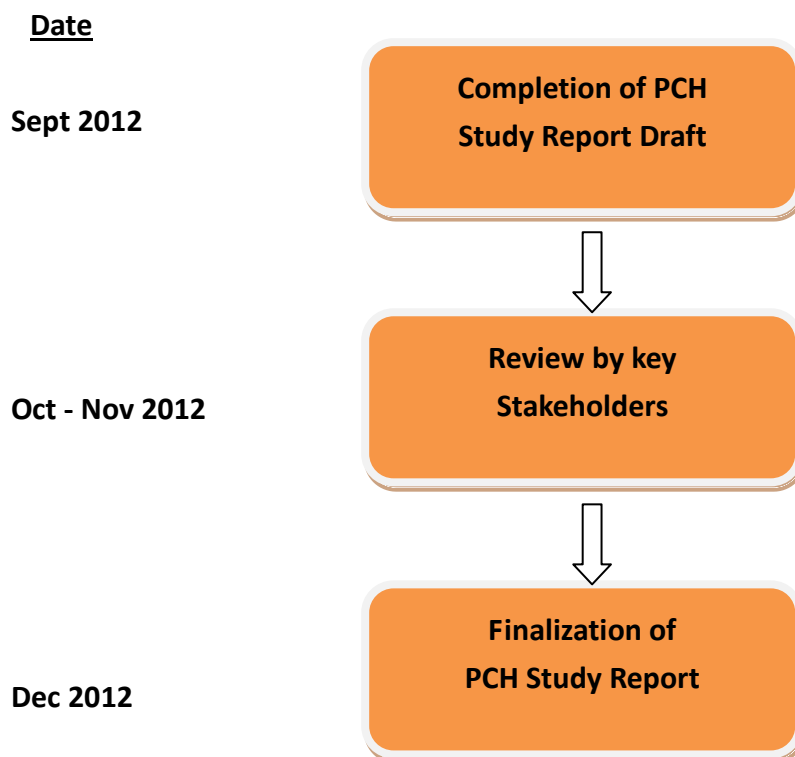 Date
Sept 2012
Completion of PCH
Study Report Draft
Oct - Nov 2012
Review by key
Stakeholders
Dec 2012
Finalization of
PCH Study Report